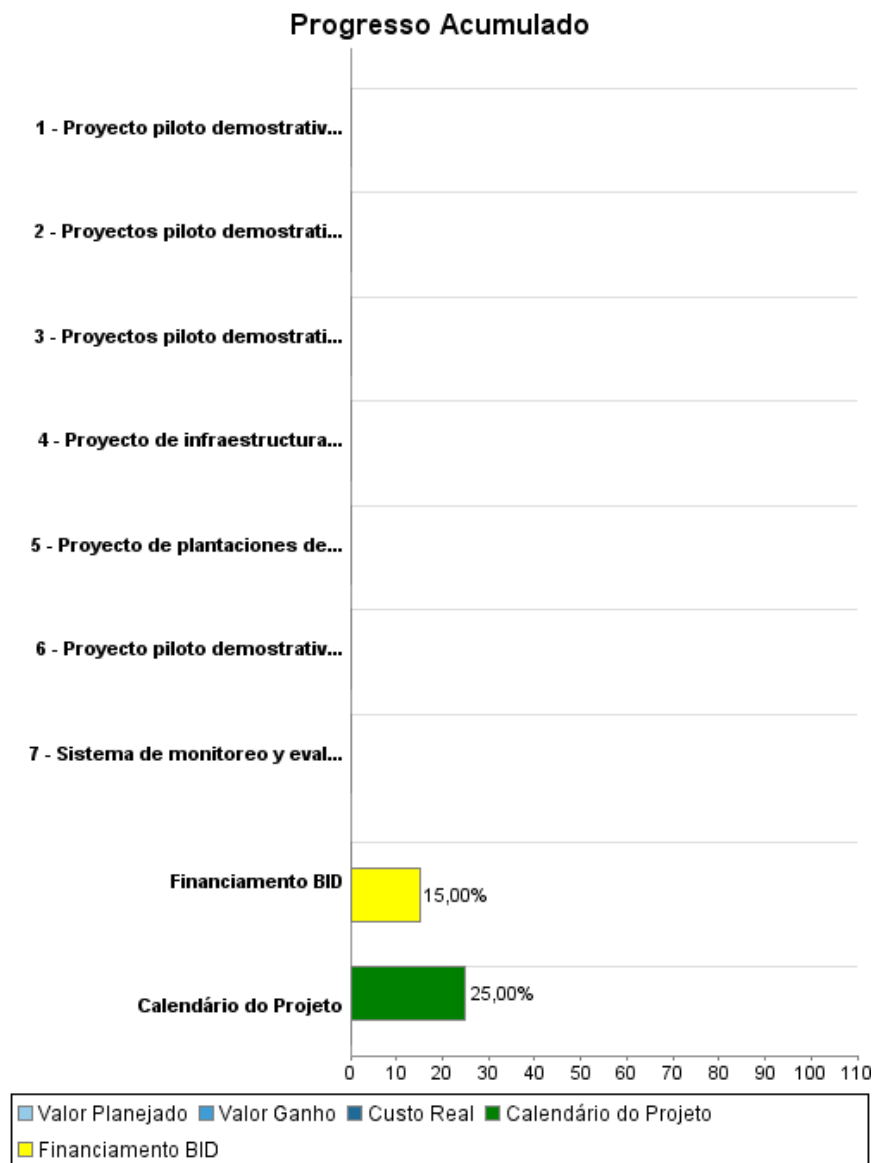 Progresso Acumulado
1 - Proyecto piloto demostrativ...
2 - Proyectos piloto demostrati...
3 - Proyectos piloto demostrati...
4 - Proyecto de infraestructura...
5 - Proyecto de plantaciones de...
6 - Proyecto piloto demostrativ...
7 - Sistema de monitoreo y eval...
Financiamento BID 15,00%
Calendário do Projeto 25,00%
0 10 20 30 40 50 60 70 80 90 100 110
Valor Planejado Valor Ganho Custo Real Calendário do Projeto
Financiamento BID